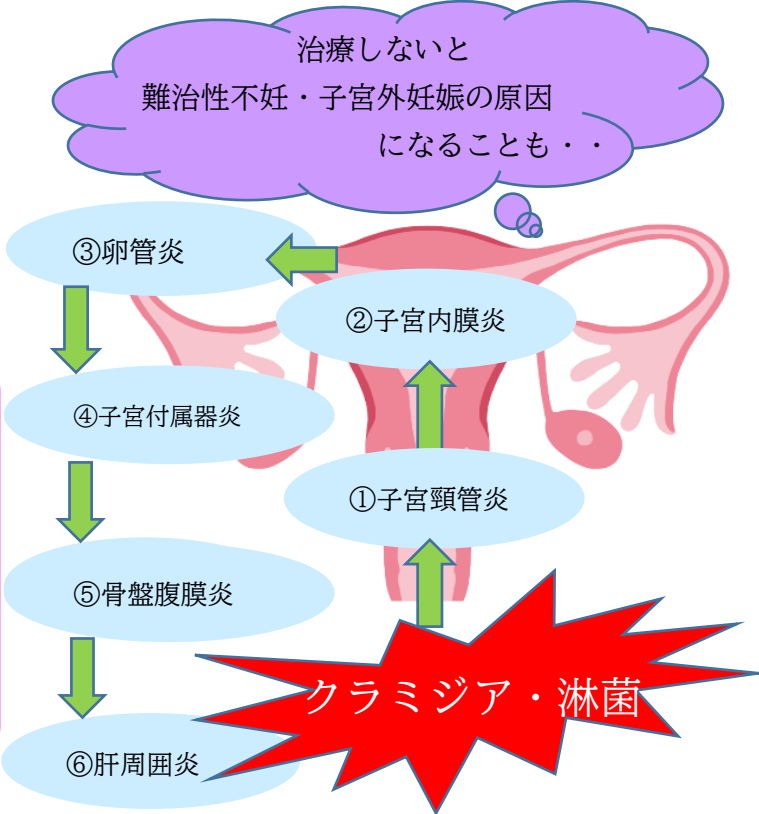 治療しないと
難治性不妊・子宮外妊娠の原因
になることも・・
③卵管炎
②子宮内膜炎
④子宮付属器炎
①子宮頸管炎
⑤骨盤腹膜炎
クラミジア・淋菌
⑥肝周囲炎